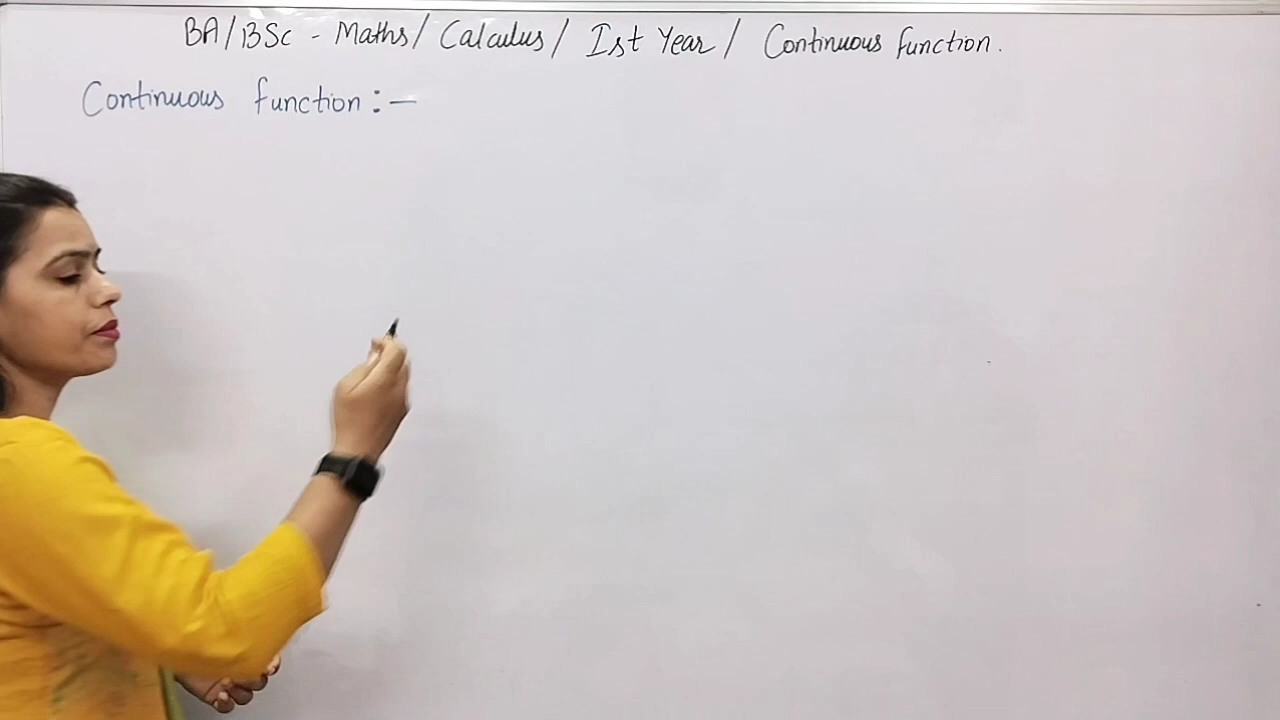 BA/BSc - Maths/ Calculus/ Ist Year/ Continuous function.
Continuous function :-